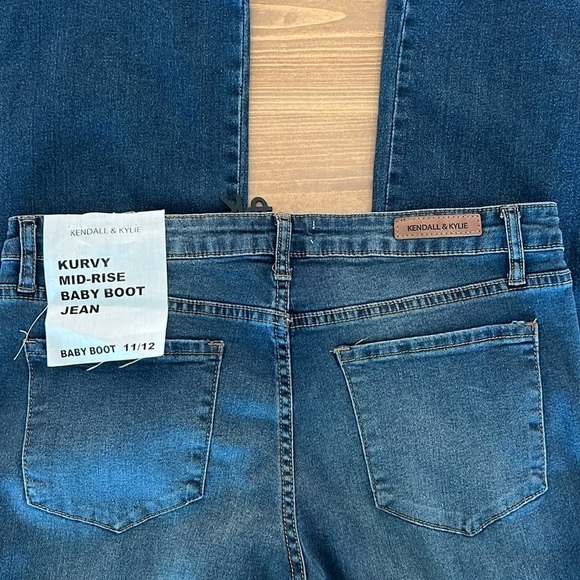 KENDALL & KYLIE
KURVY
MID-RISE
BABY BOOT
JEAN
BABY BOOT 11/12
KENDALL & KYLIE